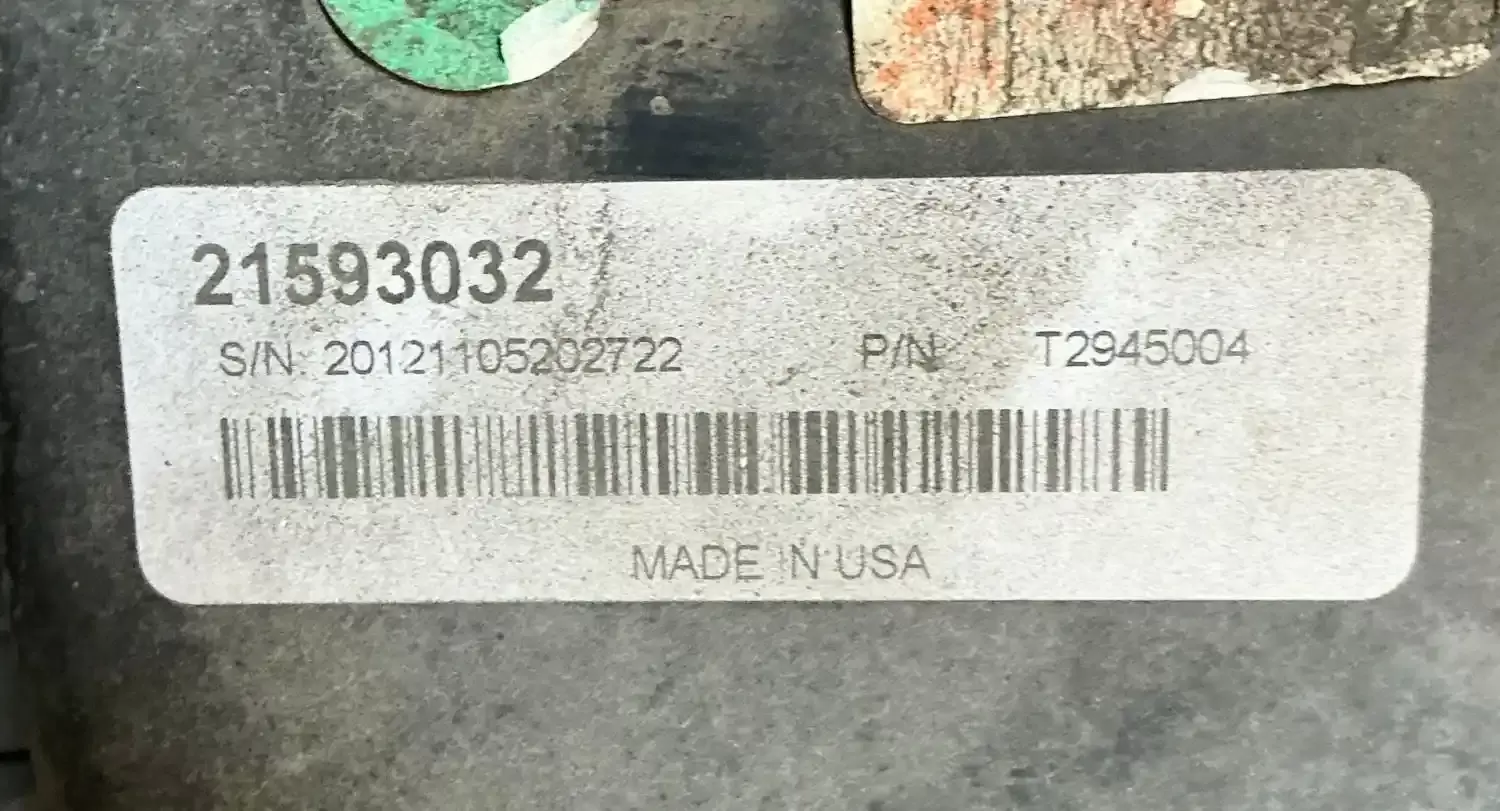 21593032
S/N: 20121105202722 P/N T2945004
MADE IN USA